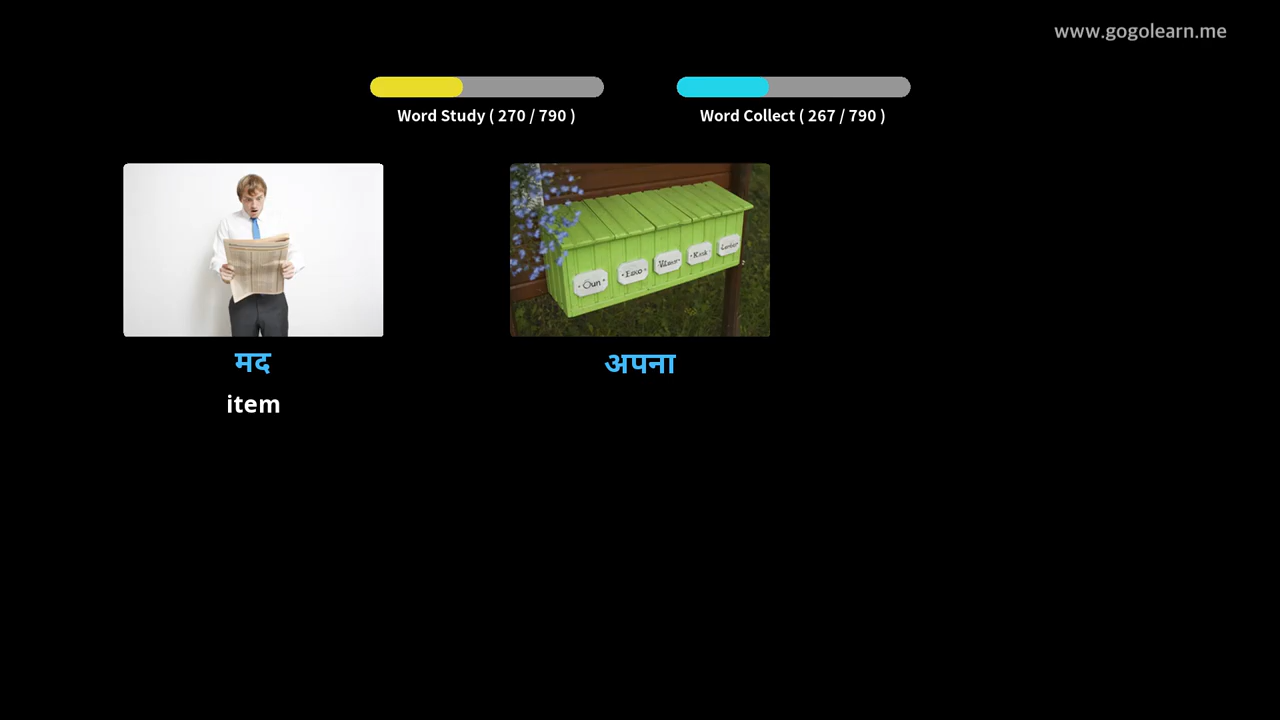 www.gogolearn.me
Word Study ( 270 / 790 )
Word Collect ( 267 / 790 )
मद
अपना
item